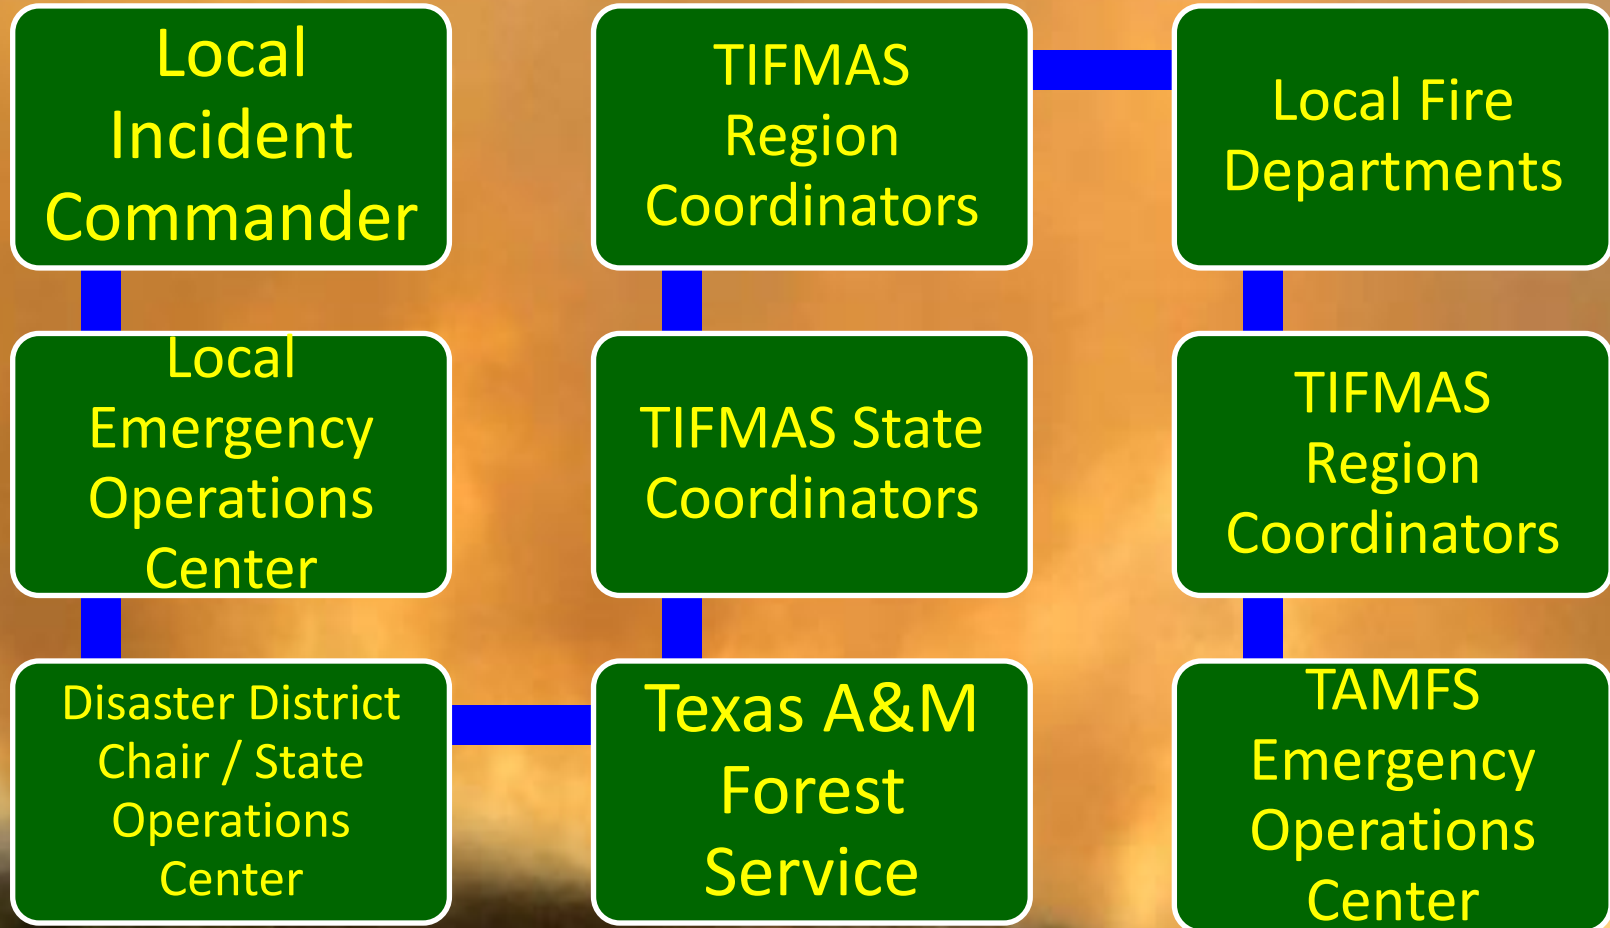 Local
Incident
Commander
Local
Emergency
Operations
Center
Disaster District
Chair / State
Operations
Center
Texas A&M
Forest
Service
TIFMAS State
Coordinators
TIFMAS
Region
Coordinators
Local Fire
Departments
TIFMAS
Region
Coordinators
TAMFS
Emergency
Operations
Center